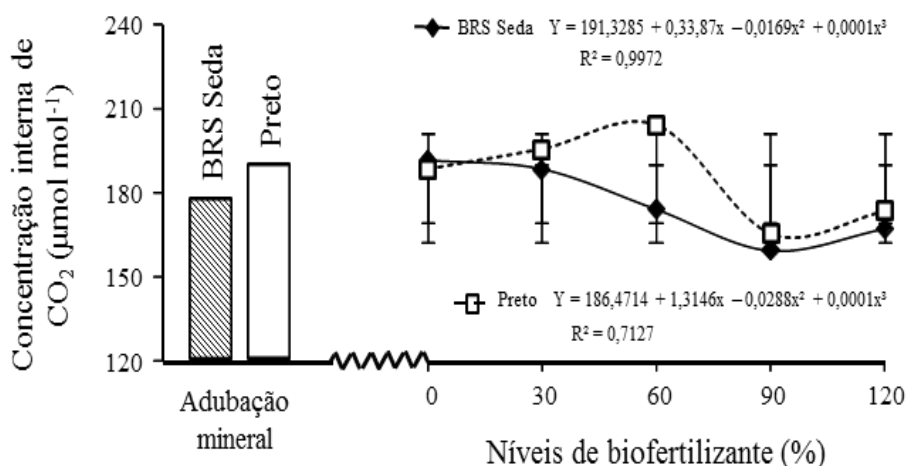 Concentração interna de
CO₂ (µmol mol⁻¹)
240
210
180
150
120
BRS Seda
Preto
Adubação
mineral
BRS Seda Y = 191,3285 + 0,33,87x −0,0169x² + 0,0001x³
R² = 0,9972
Preto Y = 186,4714 + 1,3146x −0,0288x² + 0,0001x³
R² = 0,7127
0 30 60 90 120
Níveis de biofertilizante (%)